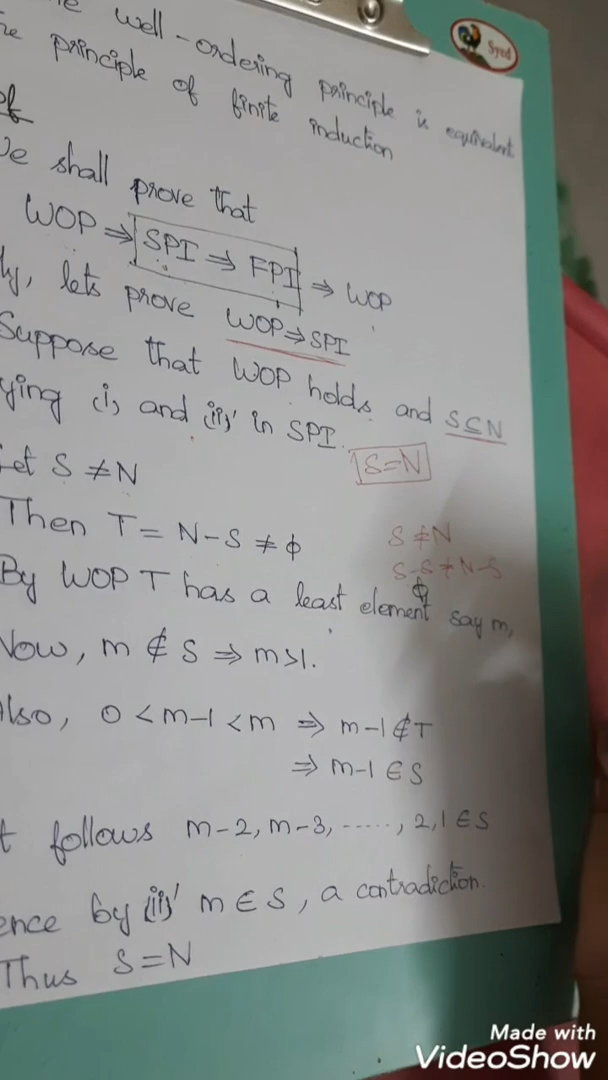 well-ordering principle is equivalent
principle of finite induction
shall prove that
WOP ⇒ SPI ⇒ FPI ⇒ WOP
lets prove WOP⇒SPI
Suppose that WOP holds and S⊆N
ying (i) and (ii)' in SPI.
S=N
Let S ≠ N
Then T = N-S ≠ ϕ
S ≠ N
S-S ≠ N-S
ϕ
By WOP T has a least element say m,
Now, m ∉ S ⇒ m>1.
Also, 0 < m-1 < m ⇒ m-1 ∉ T
⇒ m-1 ∈ S
t follows m-2, m-3, ......, 2, 1 ∈ S
ence by (ii)' m ∈ S, a contradiction.
Thus S=N
Syed
Made with
VideoShow